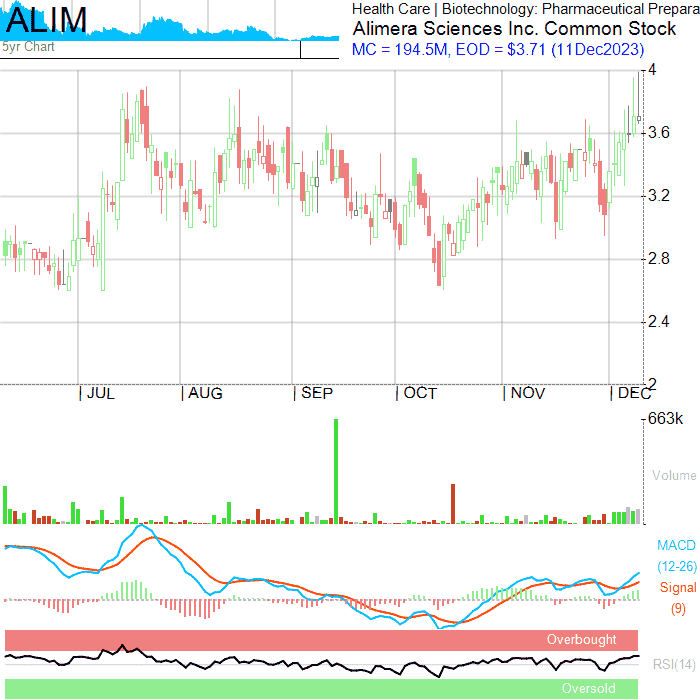 ALIM
5yr Chart
Health Care | Biotechnology: Pharmaceutical Prepara
Alimera Sciences Inc. Common Stock
MC = 194.5M, EOD = $3.71 (11Dec2023)
4
3.6
3.2
2.8
2.4
2
JUL
AUG
SEP
OCT
NOV
DEC
663k
Volume
MACD
(12-26)
Signal
(9)
Overbought
RSI(14)
Oversold